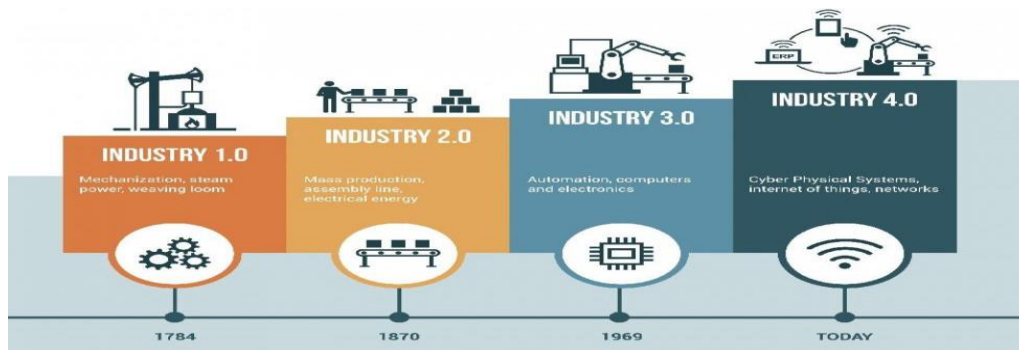 ERP
INDUSTRY 1.0
Mechanization, steam
power, weaving loom
INDUSTRY 2.0
Mass production,
assembly line,
electrical energy
INDUSTRY 3.0
Automation, computers
and electronics
INDUSTRY 4.0
Cyber Physical Systems,
internet of things, networks
1784
1870
1969
TODAY